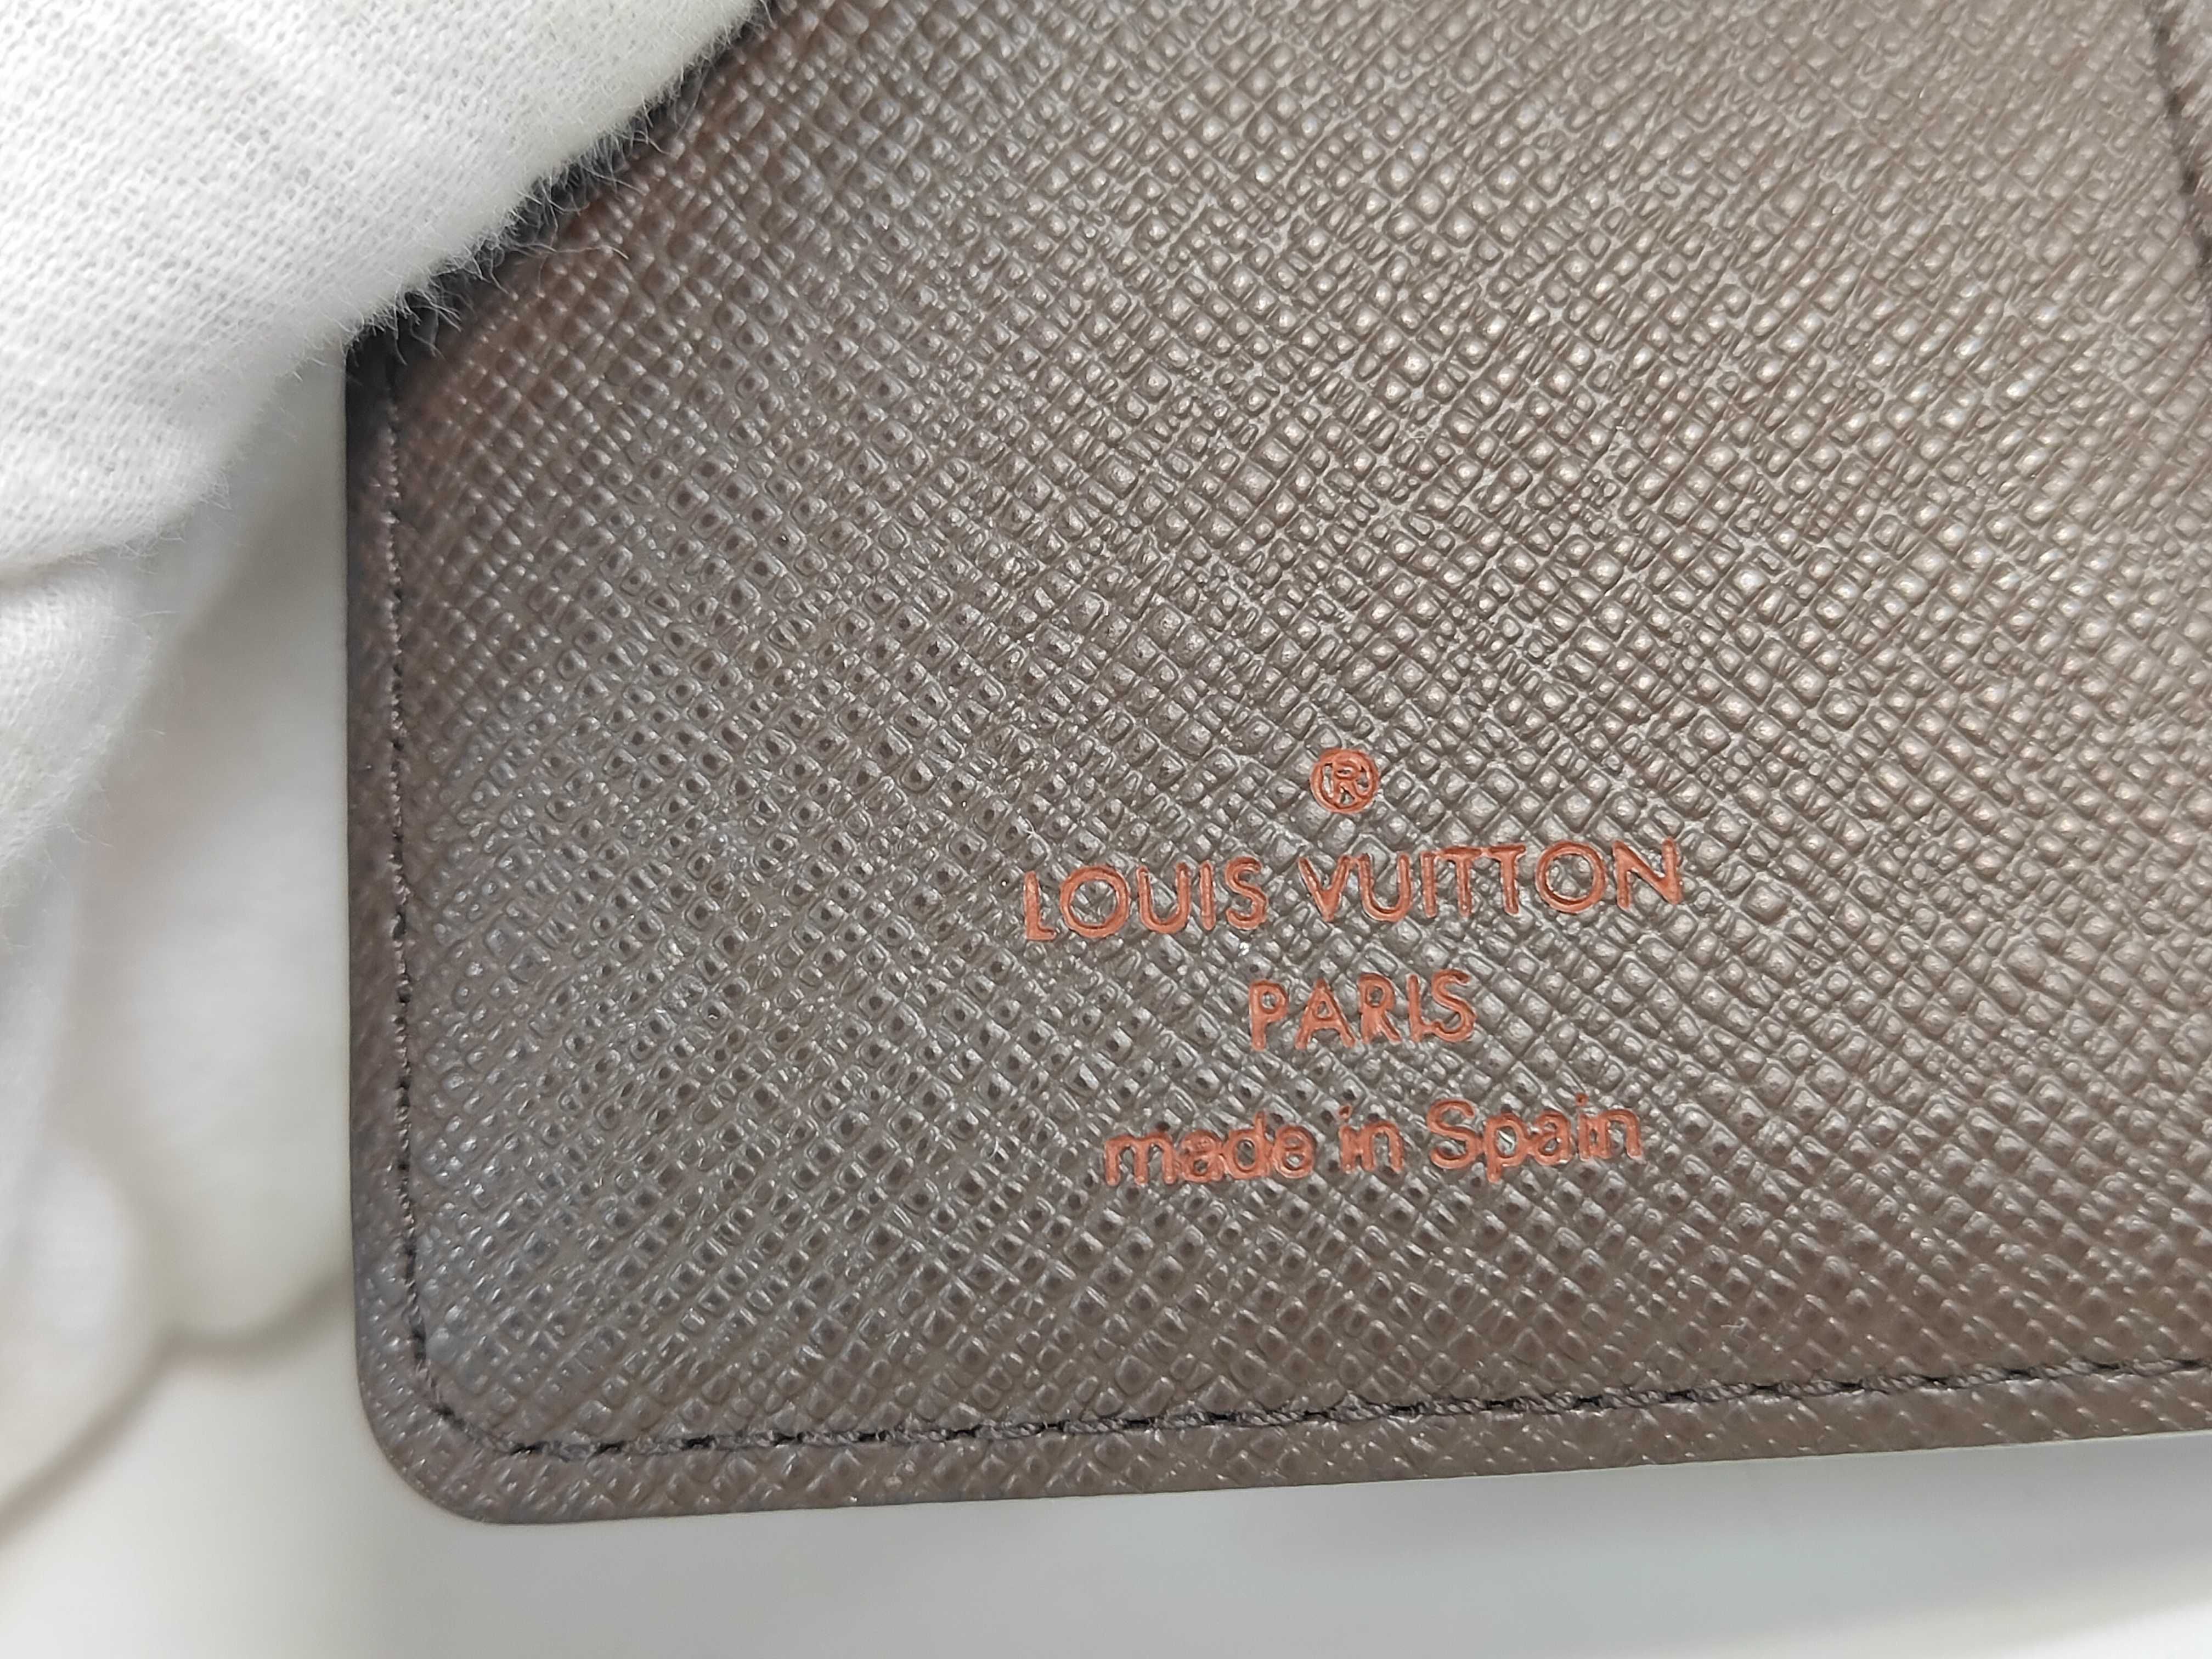 ®
LOUIS VUITTON
PARIS
made in Spain